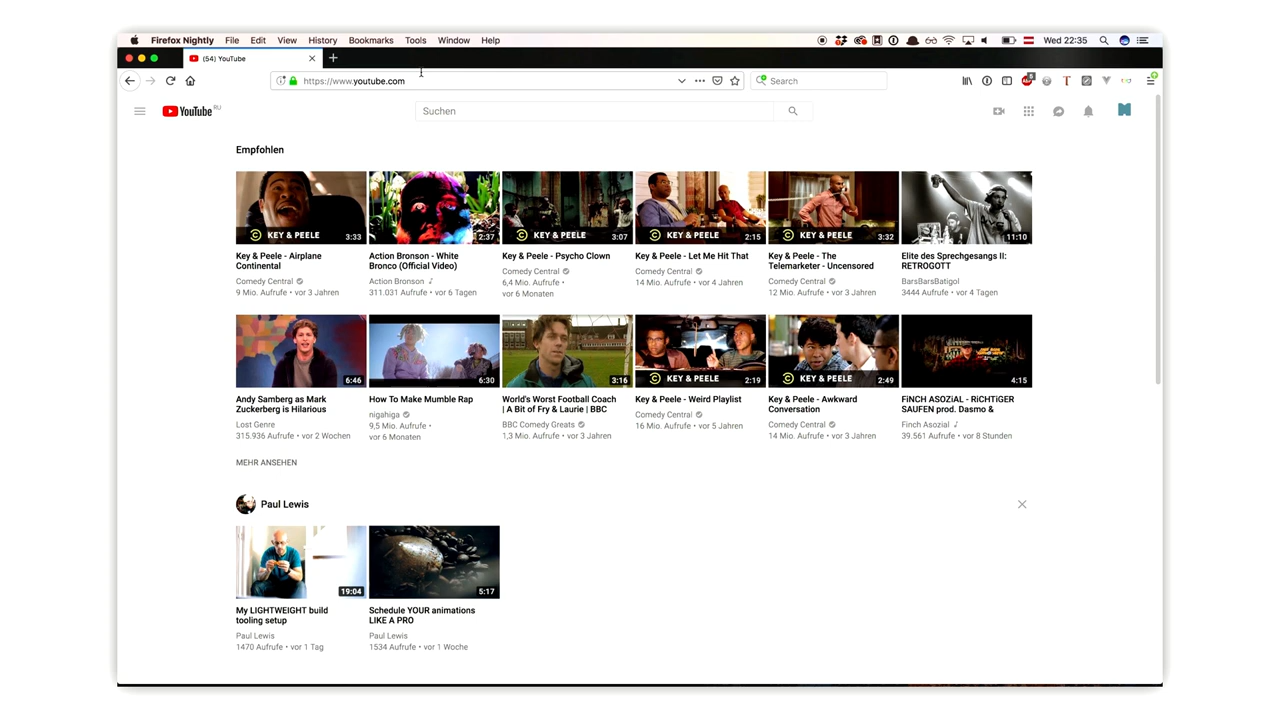 Firefox Nightly File Edit View History Bookmarks Tools Window Help Wed 22:35
(54) YouTube
https://www.youtube.com Search
YouTube RU Suchen
Empfohlen
KEY & PEELE 3:33
2:37
KEY & PEELE 3:07
KEY & PEELE 2:15
KEY & PEELE 3:32
11:10
Key & Peele - Airplane
Continental
Comedy Central
9 Mio. Aufrufe • vor 3 Jahren
Action Bronson - White
Bronco (Official Video)
Action Bronson
311.031 Aufrufe • vor 6 Tagen
Key & Peele - Psycho Clown
Comedy Central
6,4 Mio. Aufrufe •
vor 6 Monaten
Key & Peele - Let Me Hit That
Comedy Central
14 Mio. Aufrufe • vor 4 Jahren
Key & Peele - The
Telemarketer - Uncensored
Comedy Central
12 Mio. Aufrufe • vor 3 Jahren
Elite des Sprechgesangs II:
RETROGOTT
BarsBarsBatigol
3444 Aufrufe • vor 4 Tagen
6:46
6:30
3:16
KEY & PEELE 2:19
KEY & PEELE 2:49
4:15
Andy Samberg as Mark
Zuckerberg is Hilarious
Lost Genre
315.936 Aufrufe • vor 2 Wochen
How To Make Mumble Rap
nigahiga
9,5 Mio. Aufrufe •
vor 6 Monaten
World's Worst Football Coach
| A Bit of Fry & Laurie | BBC
BBC Comedy Greats
1,3 Mio. Aufrufe • vor 3 Jahren
Key & Peele - Weird Playlist
Comedy Central
16 Mio. Aufrufe • vor 5 Jahren
Key & Peele - Awkward
Conversation
Comedy Central
14 Mio. Aufrufe • vor 3 Jahren
FiNCH ASOZiAL - RiCHTiGER
SAUFEN prod. Dasmo &
Finch Asozial
39.561 Aufrufe • vor 8 Stunden
MEHR ANSEHEN
Paul Lewis
19:04
5:17
My LIGHTWEIGHT build
tooling setup
Paul Lewis
1470 Aufrufe • vor 1 Tag
Schedule YOUR animations
LIKE A PRO
Paul Lewis
1534 Aufrufe • vor 1 Woche